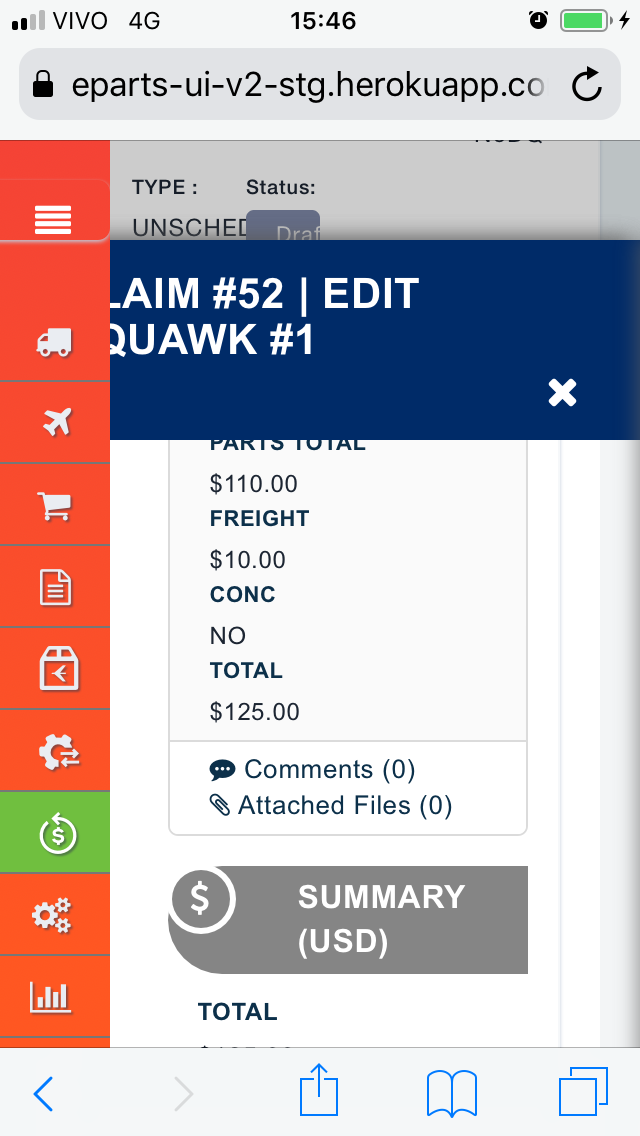 VIVO 4G 15:46
eparts-ui-v2-stg.herokuapp.co
TYPE : Status:
UNSCHED Draf
LAIM #52 | EDIT
QUAWK #1
PARTS TOTAL
$110.00
FREIGHT
$10.00
CONC
NO
TOTAL
$125.00
Comments (0)
Attached Files (0)
$ SUMMARY
(USD)
TOTAL